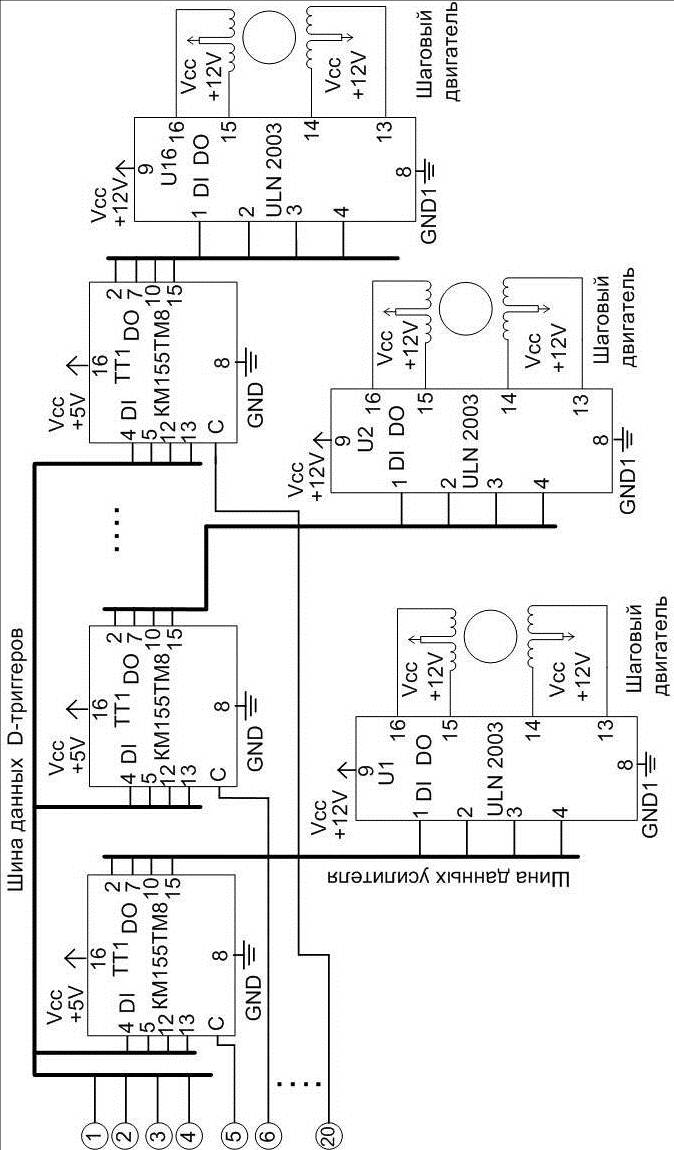 Шина данных D-триггеров
1
2
3
4
5
6
....
20
Vcc
+5V
16
4 DI TT1 DO 2
5 7
12 KM155TM8 10
13 15
C 8
GND
Vcc
+5V
16
4 DI TT1 DO 2
5 7
12 KM155TM8 10
13 15
C 8
GND
....
Vcc
+5V
16
4 DI TT1 DO 2
5 7
12 KM155TM8 10
13 15
C 8
GND
Шина данных усилителя
Vcc
+12V
9
U1
1 DI DO 16
2 15
ULN 2003
3 14
4 13
8
GND1
Vcc
+12V
Vcc
+12V
Шаговый
двигатель
Vcc
+12V
9
U2
1 DI DO 16
2 15
ULN 2003
3 14
4 13
8
GND1
Vcc
+12V
Vcc
+12V
Шаговый
двигатель
Vcc
+12V
9
U16
1 DI DO 16
2 15
ULN 2003
3 14
4 13
8
GND1
Vcc
+12V
Vcc
+12V
Шаговый
двигатель